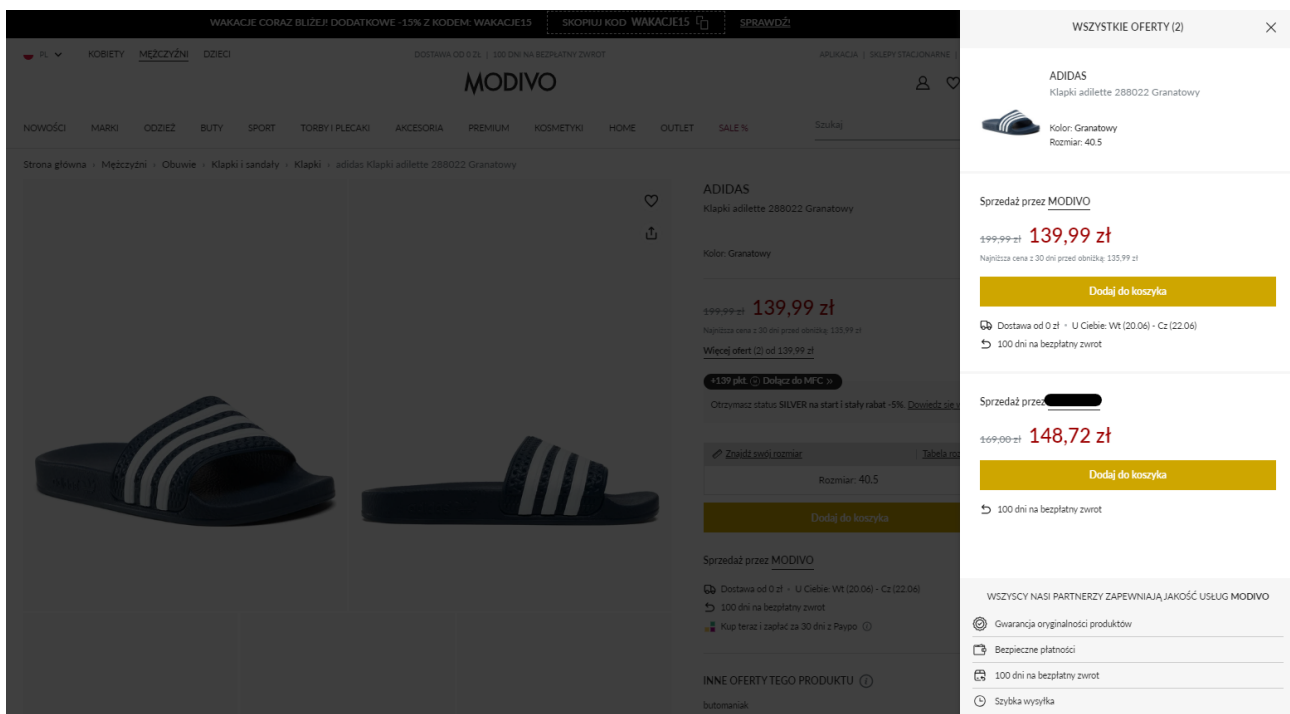 WAKACJE CORAZ BLIŻEJ! DODATKOWE -15% Z KODEM: WAKACJE15 SKOPIUJ KOD WAKACJE15 SPRAWDŹ!
PL KOBIETY MĘŻCZYŹNI DZIECI DOSTAWA OD 0 ZŁ | 100 DNI NA BEZPŁATNY ZWROT APLIKACJA | SKLEPY STACJONARNE |
MODIVO
NOWOŚCI MARKI ODZIEŻ BUTY SPORT TORBY I PLECAKI AKCESORIA PREMIUM KOSMETYKI HOME OUTLET SALE % Szukaj
Strona główna › Mężczyźni › Obuwie › Klapki i sandały › Klapki › adidas Klapki adilette 288022 Granatowy
ADIDAS
Klapki adilette 288022 Granatowy
Kolor: Granatowy
199,99 zł 139,99 zł
Najniższa cena z 30 dni przed obniżką: 135,99 zł
Więcej ofert (2) od 139,99 zł
+139 pkt. Dołącz do MFC »
Otrzymasz status SILVER na start i stały rabat -5%. Dowiedz się
Znajdź swój rozmiar
Rozmiar: 40.5
Dodaj do koszyka
Sprzedaż przez MODIVO
Dostawa od 0 zł • U Ciebie: Wt (20.06) - Cz (22.06)
100 dni na bezpłatny zwrot
Kup teraz i zapłać za 30 dni z Paypo
INNE OFERTY TEGO PRODUKTU
butomaniak
WSZYSTKIE OFERTY (2)
ADIDAS
Klapki adilette 288022 Granatowy
Kolor: Granatowy
Rozmiar: 40.5
Sprzedaż przez MODIVO
199,99 zł 139,99 zł
Najniższa cena z 30 dni przed obniżką: 135,99 zł
Dodaj do koszyka
Dostawa od 0 zł • U Ciebie: Wt (20.06) - Cz (22.06)
100 dni na bezpłatny zwrot
Sprzedaż przez
169,00 zł 148,72 zł
Dodaj do koszyka
100 dni na bezpłatny zwrot
WSZYSCY NASI PARTNERZY ZAPEWNIAJĄ JAKOŚĆ USŁUG MODIVO
Gwarancja oryginalności produktów
Bezpieczne płatności
100 dni na bezpłatny zwrot
Szybka wysyłka